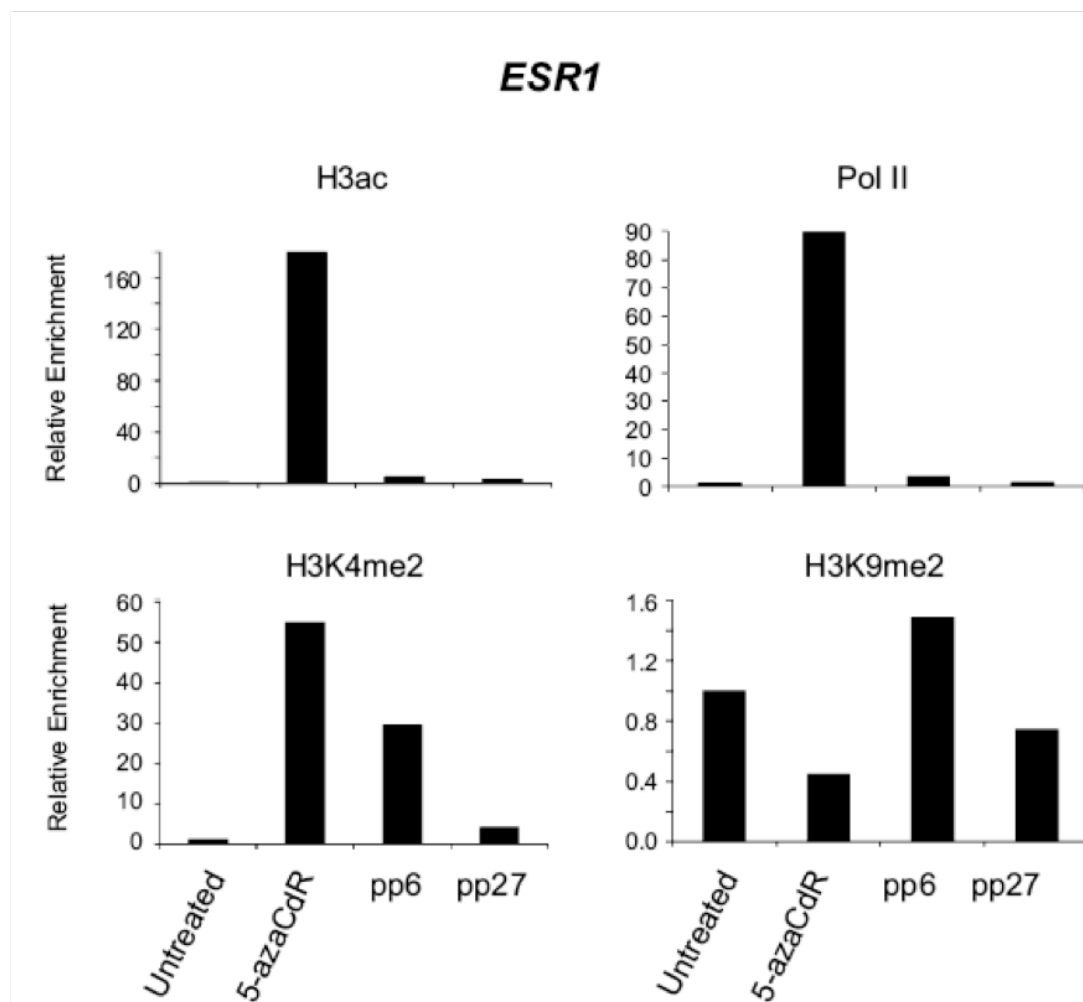 ESR1
H3ac
Relative Enrichment
160
120
80
40
0
Pol II
90
80
70
60
50
40
30
20
10
0
H3K4me2
Relative Enrichment
60
50
40
30
20
10
0
Untreated
5-azaCdR
pp6
pp27
H3K9me2
1.6
1.2
0.8
0.4
0.0
Untreated
5-azaCdR
pp6
pp27